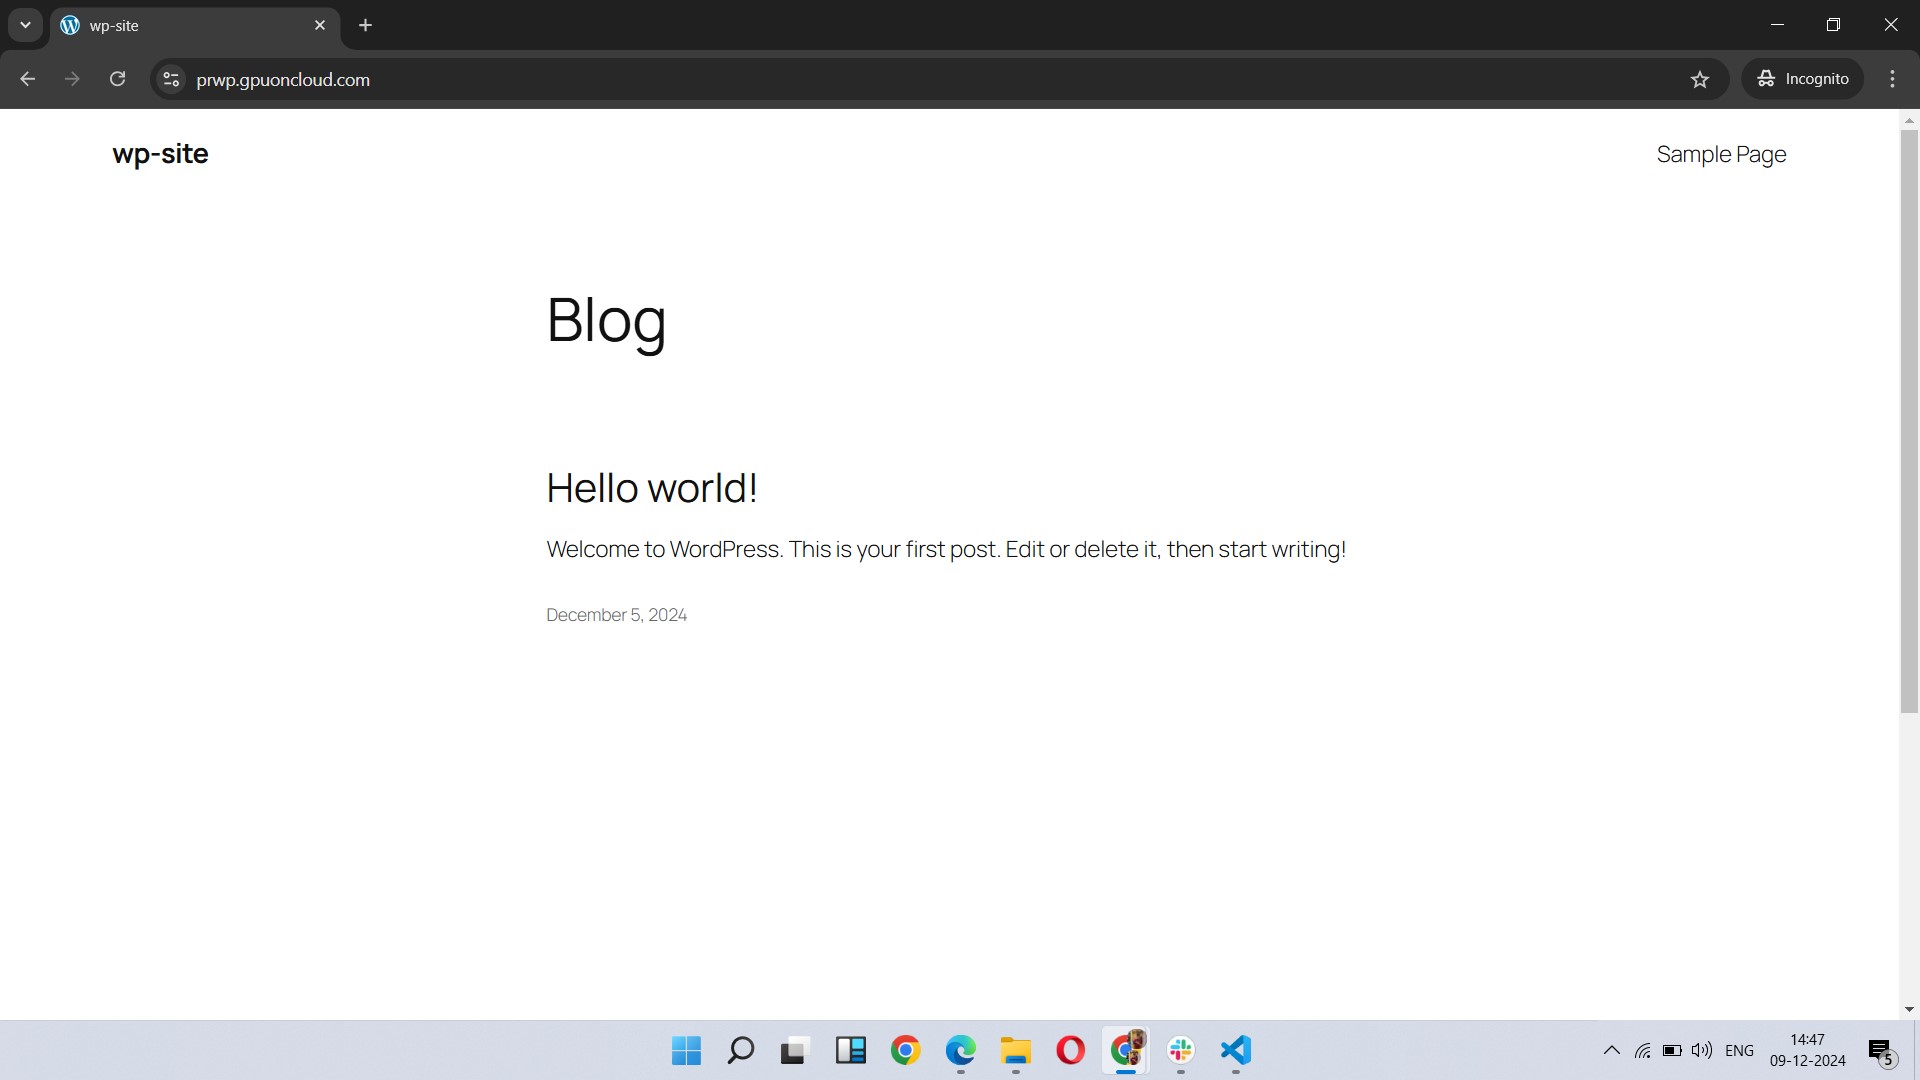 wp-site
prwp.gpuoncloud.com
Incognito
wp-site
Sample Page
Blog
Hello world!
Welcome to WordPress. This is your first post. Edit or delete it, then start writing!
December 5, 2024
ENG
14:47
09-12-2024
5